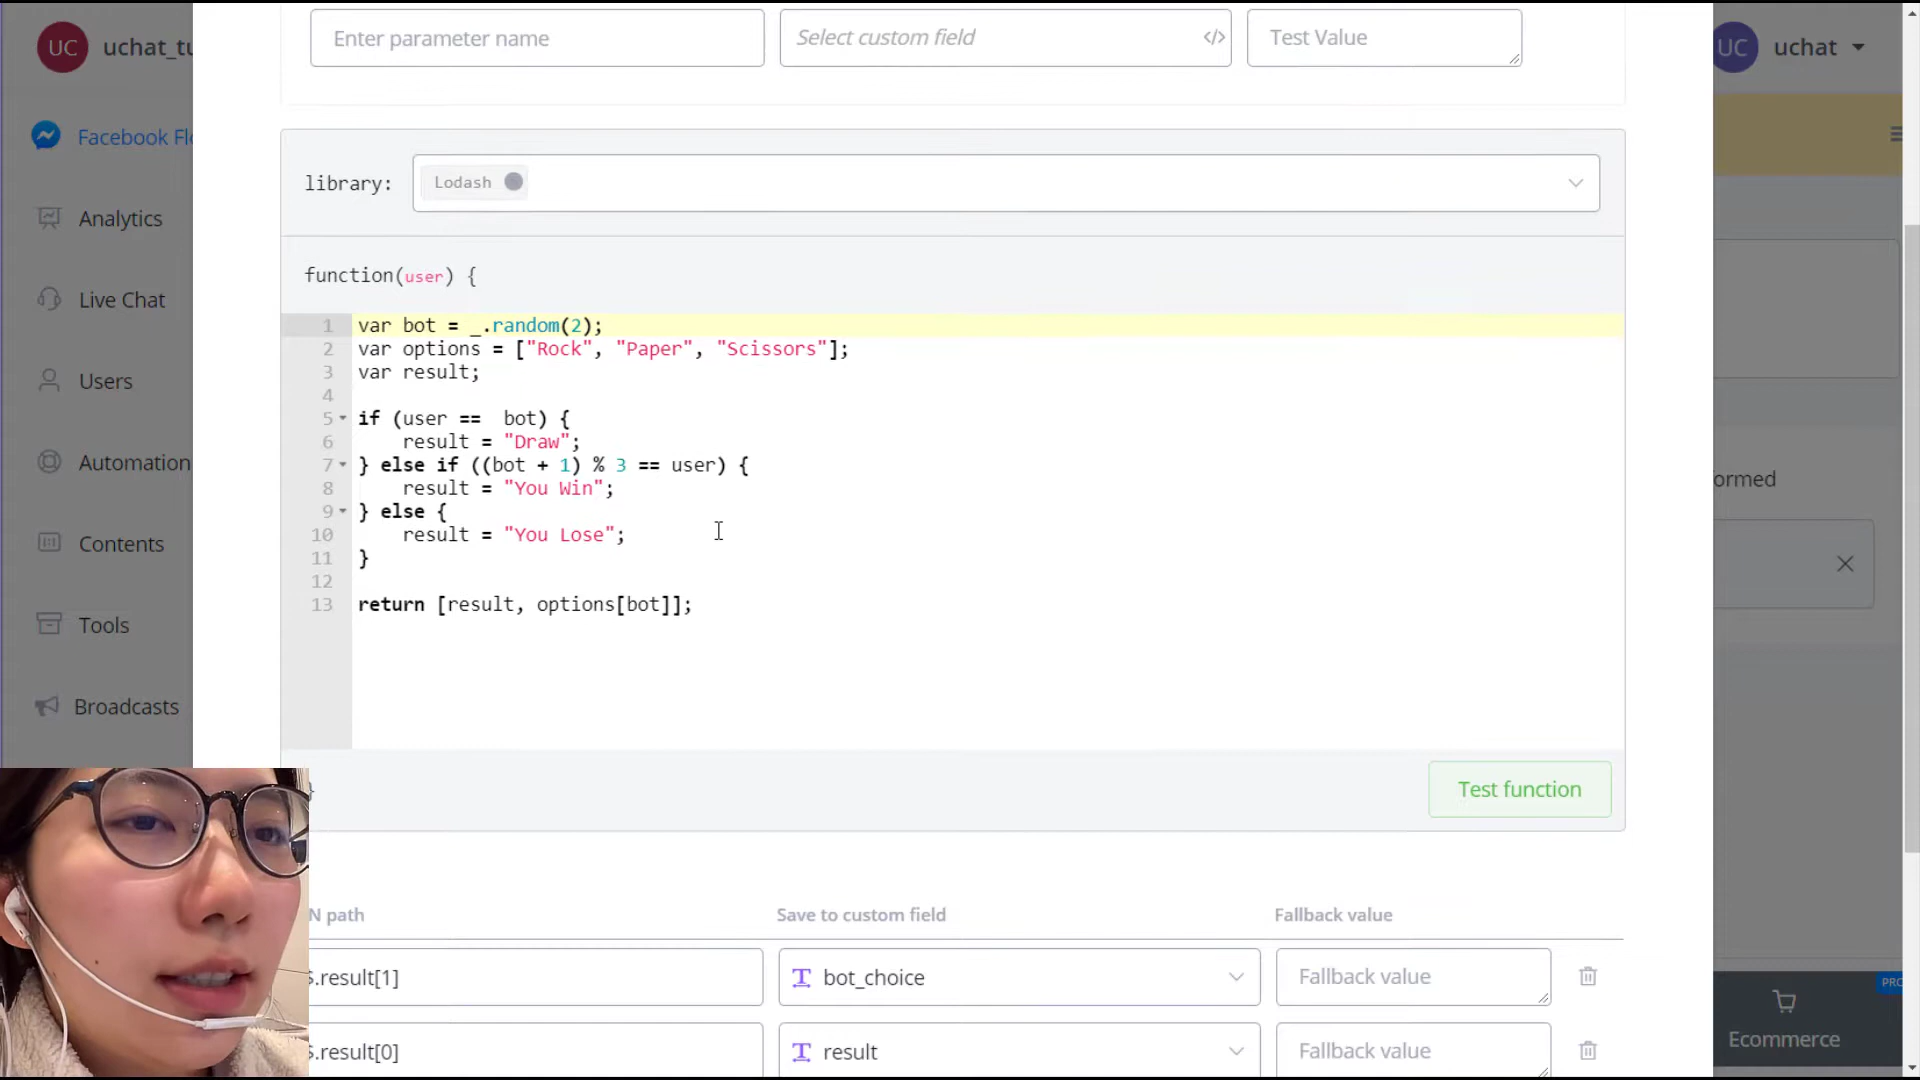 UC uchat_tu
Enter parameter name
Select custom field
</>
Test Value
UC uchat
Facebook Flo
Analytics
Live Chat
Users
Automation
Contents
Tools
Broadcasts
library:
Lodash
function(user) {
1 var bot = _.random(2);
2 var options = ["Rock", "Paper", "Scissors"];
3 var result;
4
5 if (user ==  bot) {
6 result = "Draw";
7 } else if ((bot + 1) % 3 == user) {
8 result = "You Win";
9 } else {
10 result = "You Lose";
11 }
12
13 return [result, options[bot]];
}
Test function
ormed
N path
Save to custom field
Fallback value
$.result[1]
bot_choice
Fallback value
$.result[0]
result
Fallback value
PRO
Ecommerce